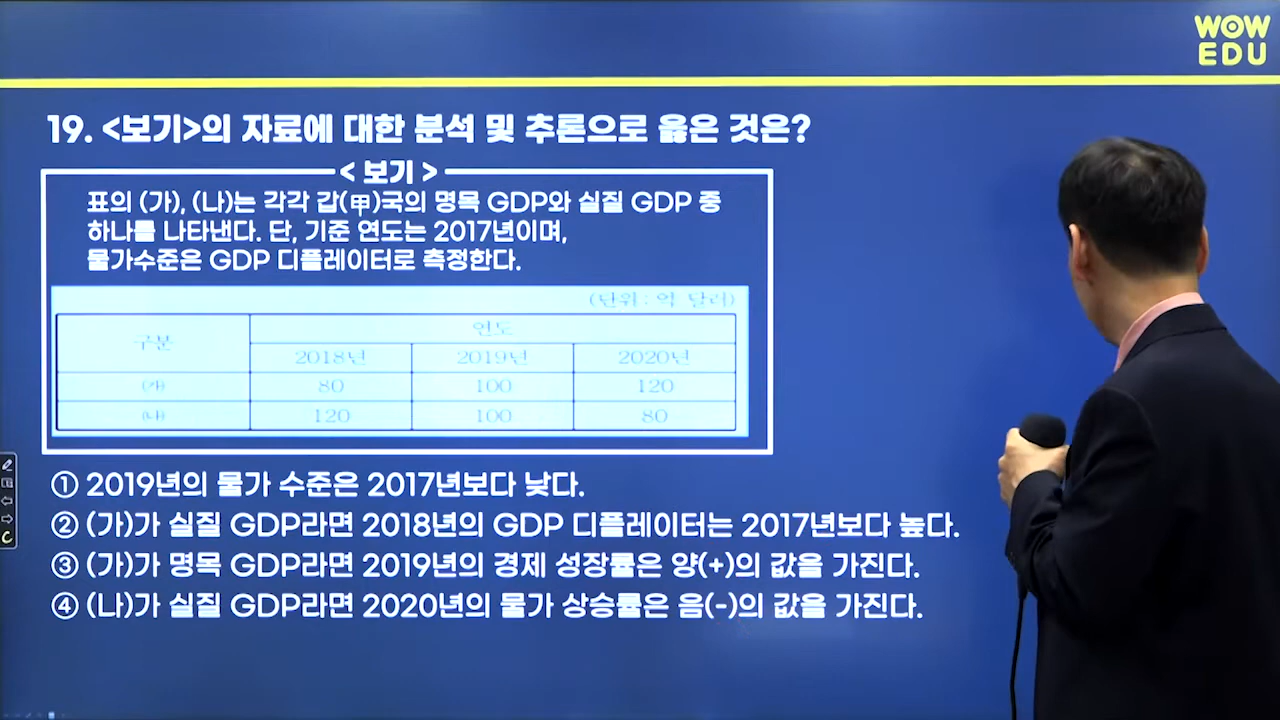 WOW
EDU
19. <보기>의 자료에 대한 분석 및 추론으로 옳은 것은?
< 보기 >
표의 (가), (나)는 각각 갑(甲)국의 명목 GDP와 실질 GDP 중
하나를 나타낸다. 단, 기준 연도는 2017년이며,
물가수준은 GDP 디플레이터로 측정한다.
(단위 : 억 달러)
구분 연도
2018년 2019년 2020년
(가) 80 100 120
(나) 120 100 80
① 2019년의 물가 수준은 2017년보다 낮다.
② (가)가 실질 GDP라면 2018년의 GDP 디플레이터는 2017년보다 높다.
③ (가)가 명목 GDP라면 2019년의 경제 성장률은 양(+)의 값을 가진다.
④ (나)가 실질 GDP라면 2020년의 물가 상승률은 음(-)의 값을 가진다.